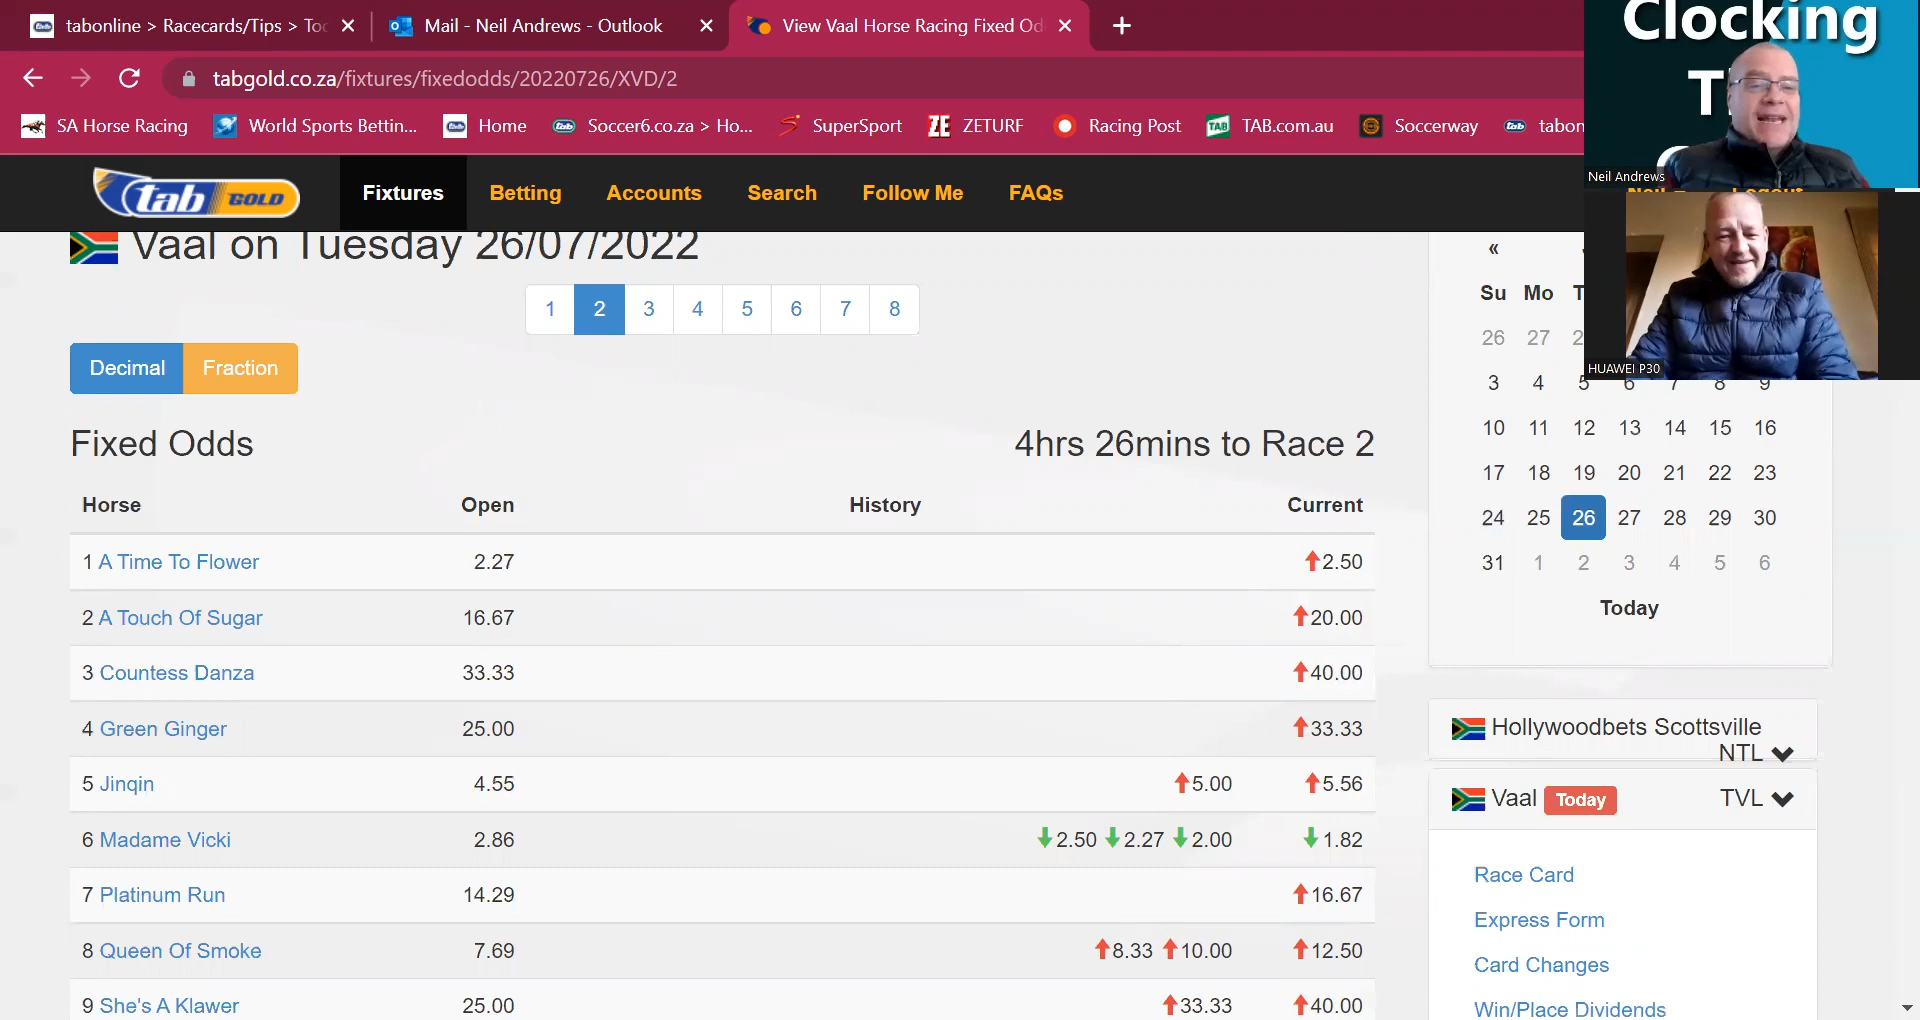 tabonline > Racecards/Tips > To
Mail - Neil Andrews - Outlook
View Vaal Horse Racing Fixed Od
tabgold.co.za/fixtures/fixedodds/20220726/XVD/2
SA Horse Racing
World Sports Bettin...
Home
Soccer6.co.za > Ho...
SuperSport
ZE ZETURF
Racing Post
TAB TAB.com.au
Soccerway
tab tabon
Clocking
Neil Andrews
HUAWEI P30
tab GOLD
Fixtures
Betting
Accounts
Search
Follow Me
FAQs
Vaal on Tuesday 26/07/2022
1 2 3 4 5 6 7 8
Decimal Fraction
Fixed Odds
4hrs 26mins to Race 2
Horse Open History Current
1 A Time To Flower 2.27 2.50
2 A Touch Of Sugar 16.67 20.00
3 Countess Danza 33.33 40.00
4 Green Ginger 25.00 33.33
5 Jinqin 4.55 5.00 5.56
6 Madame Vicki 2.86 2.50 2.27 2.00 1.82
7 Platinum Run 14.29 16.67
8 Queen Of Smoke 7.69 8.33 10.00 12.50
9 She's A Klawer 25.00 33.33 40.00
«
Su Mo T
26 27 2
3 4 5 6 7 8 9
10 11 12 13 14 15 16
17 18 19 20 21 22 23
24 25 26 27 28 29 30
31 1 2 3 4 5 6
Today
Hollywoodbets Scottsville
NTL
Vaal Today TVL
Race Card
Express Form
Card Changes
Win/Place Dividends